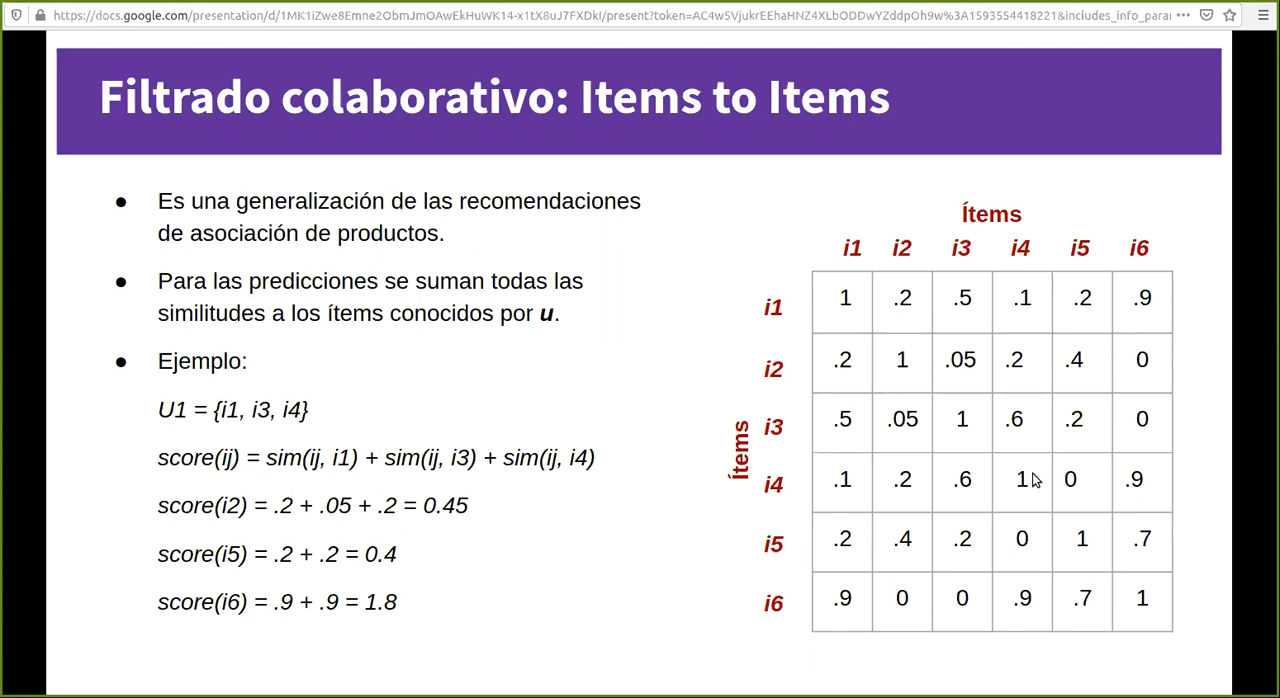 https://docs.google.com/presentation/d/1MK1iZwe8Emne2ObmJmOAwEkHuWK14-x1tX8uJ7FXDkI/present?token=AC4w5VjukrEEhaHNZ4XLbODDwYZddpOh9w%3A1593554418221&includes_info_parar
Filtrado colaborativo: Items to Items
● Es una generalización de las recomendaciones
de asociación de productos.
● Para las predicciones se suman todas las
similitudes a los ítems conocidos por u.
● Ejemplo:
U1 = {i1, i3, i4}
score(ij) = sim(ij, i1) + sim(ij, i3) + sim(ij, i4)
score(i2) = .2 + .05 + .2 = 0.45
score(i5) = .2 + .2 = 0.4
score(i6) = .9 + .9 = 1.8
Ítems
i1 i2 i3 i4 i5 i6
Ítems
i1 1 .2 .5 .1 .2 .9
i2 .2 1 .05 .2 .4 0
i3 .5 .05 1 .6 .2 0
i4 .1 .2 .6 1 0 .9
i5 .2 .4 .2 0 1 .7
i6 .9 0 0 .9 .7 1